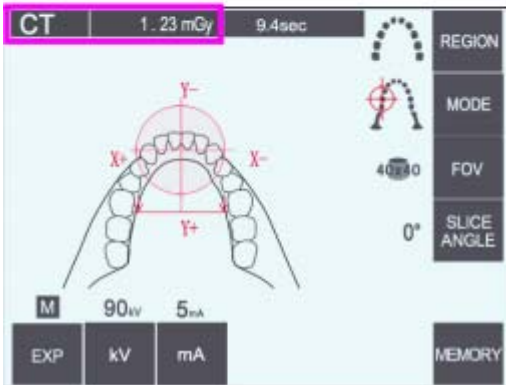 CT 1.23 mGy 9.4sec
REGION
Y-
MODE
X+ X-
40x40 FOV
Y+
0° SLICE
ANGLE
M 90kV 5mA
EXP kV mA MEMORY